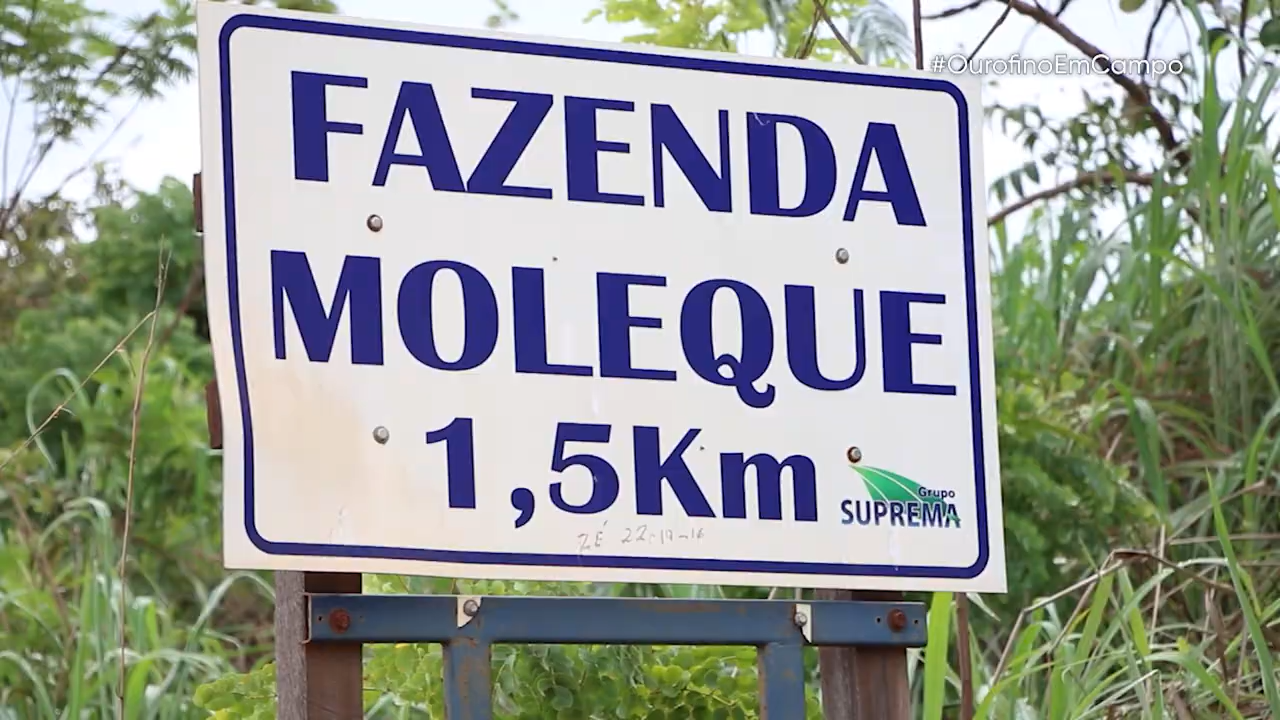 #OurofinoEmCampo
FAZENDA
MOLEQUE
1,5Km
Grupo
SUPREMA